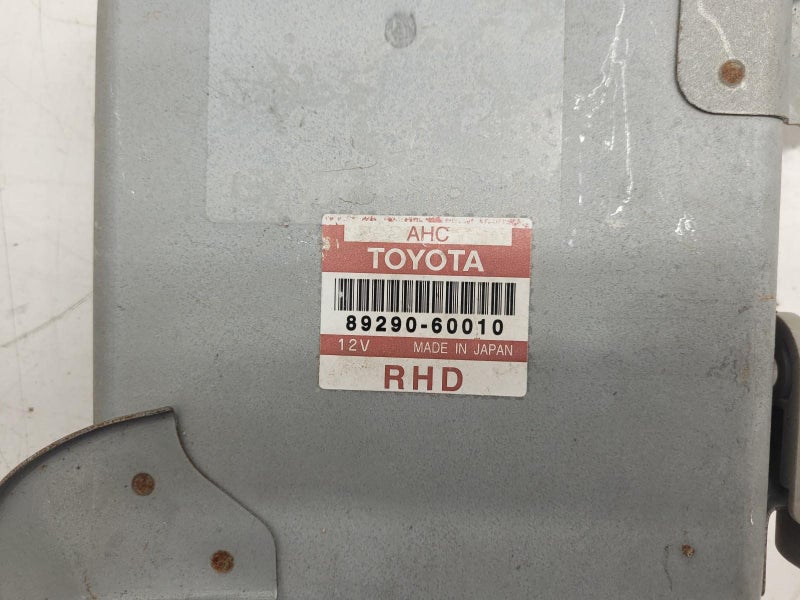 AHC
TOYOTA
89290-60010
12V MADE IN JAPAN
RHD